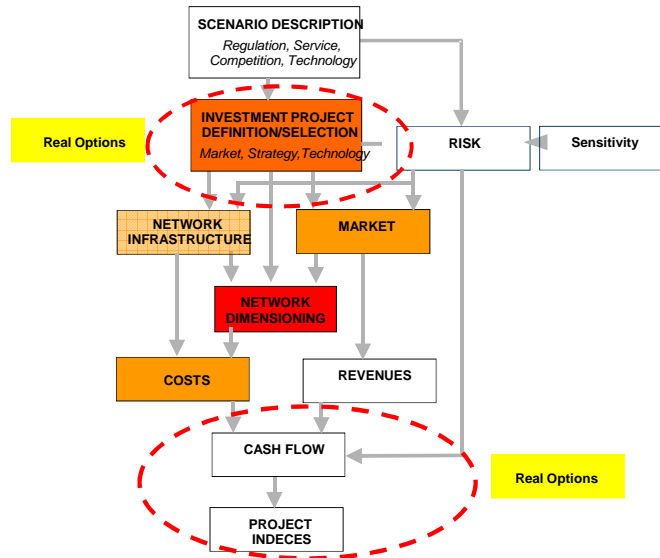 SCENARIO DESCRIPTION
Regulation, Service,
Competition, Technology
INVESTMENT PROJECT
DEFINITION/SELECTION
Market, Strategy,Technology
Real Options
RISK
Sensitivity
NETWORK
INFRASTRUCTURE
MARKET
NETWORK
DIMENSIONING
COSTS
REVENUES
CASH FLOW
Real Options
PROJECT
INDECES